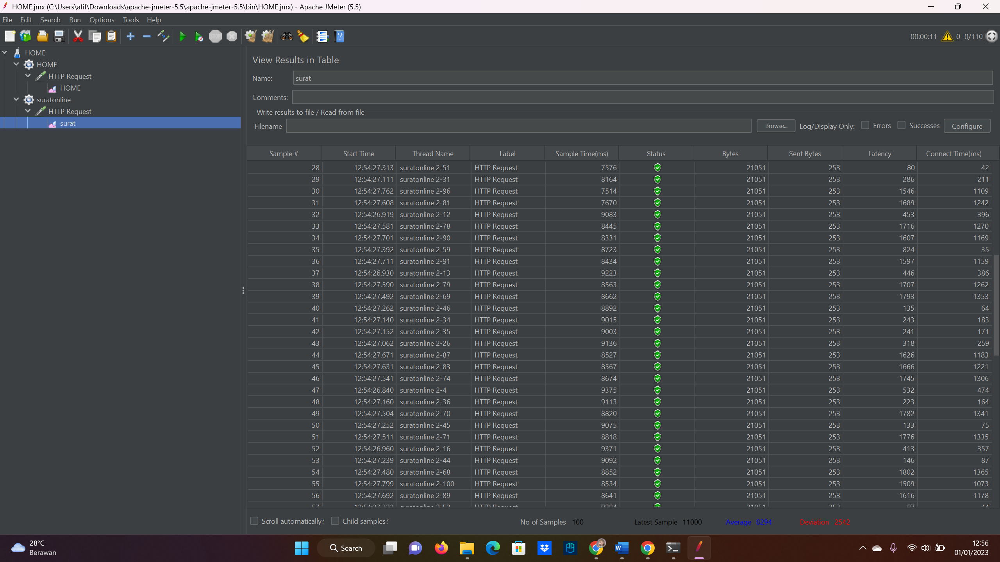 HOME.jmx (C:\Users\afif\Downloads\apache-jmeter-5.5\apache-jmeter-5.5\bin\HOME.jmx) - Apache JMeter (5.5)
File Edit Search Run Options Tools Help
STOP
00:00:11 0 0/110
HOME
HOME
HTTP Request
HOME
suratonline
HTTP Request
surat
View Results in Table
Name: surat
Comments:
Write results to file / Read from file
Filename Browse... Log/Display Only: Errors Successes Configure
Sample # Start Time Thread Name Label Sample Time(ms) Status Bytes Sent Bytes Latency Connect Time(ms)
28 12:54:27.313 suratonline 2-51 HTTP Request 7576 21051 253 80 42
29 12:54:27.111 suratonline 2-31 HTTP Request 8164 21051 253 286 211
30 12:54:27.762 suratonline 2-96 HTTP Request 7514 21051 253 1546 1109
31 12:54:27.608 suratonline 2-81 HTTP Request 7670 21051 253 1689 1242
32 12:54:26.919 suratonline 2-12 HTTP Request 9083 21051 253 453 396
33 12:54:27.581 suratonline 2-78 HTTP Request 8445 21051 253 1716 1270
34 12:54:27.701 suratonline 2-90 HTTP Request 8331 21051 253 1607 1169
35 12:54:27.392 suratonline 2-59 HTTP Request 8723 21051 253 824 35
36 12:54:27.711 suratonline 2-91 HTTP Request 8434 21051 253 1597 1159
37 12:54:26.930 suratonline 2-13 HTTP Request 9223 21051 253 446 386
38 12:54:27.590 suratonline 2-79 HTTP Request 8563 21051 253 1707 1262
39 12:54:27.492 suratonline 2-69 HTTP Request 8662 21051 253 1793 1353
40 12:54:27.262 suratonline 2-46 HTTP Request 8892 21051 253 135 64
41 12:54:27.140 suratonline 2-34 HTTP Request 9015 21051 253 243 183
42 12:54:27.152 suratonline 2-35 HTTP Request 9003 21051 253 241 171
43 12:54:27.062 suratonline 2-26 HTTP Request 9136 21051 253 318 259
44 12:54:27.671 suratonline 2-87 HTTP Request 8527 21051 253 1626 1183
45 12:54:27.631 suratonline 2-83 HTTP Request 8567 21051 253 1666 1221
46 12:54:27.541 suratonline 2-74 HTTP Request 8674 21051 253 1745 1306
47 12:54:26.840 suratonline 2-4 HTTP Request 9375 21051 253 532 474
48 12:54:27.160 suratonline 2-36 HTTP Request 9113 21051 253 223 164
49 12:54:27.504 suratonline 2-70 HTTP Request 8820 21051 253 1782 1341
50 12:54:27.252 suratonline 2-45 HTTP Request 9075 21051 253 133 75
51 12:54:27.511 suratonline 2-71 HTTP Request 8818 21051 253 1776 1335
52 12:54:26.960 suratonline 2-16 HTTP Request 9371 21051 253 413 357
53 12:54:27.239 suratonline 2-44 HTTP Request 9092 21051 253 146 87
54 12:54:27.480 suratonline 2-68 HTTP Request 8852 21051 253 1802 1365
55 12:54:27.799 suratonline 2-100 HTTP Request 8534 21051 253 1509 1073
56 12:54:27.692 suratonline 2-89 HTTP Request 8641 21051 253 1616 1178
Scroll automatically? Child samples? No of Samples 100 Latest Sample 11000 Average 8294 Deviation 2542
28°C
Berawan
Search
12:56
01/01/2023